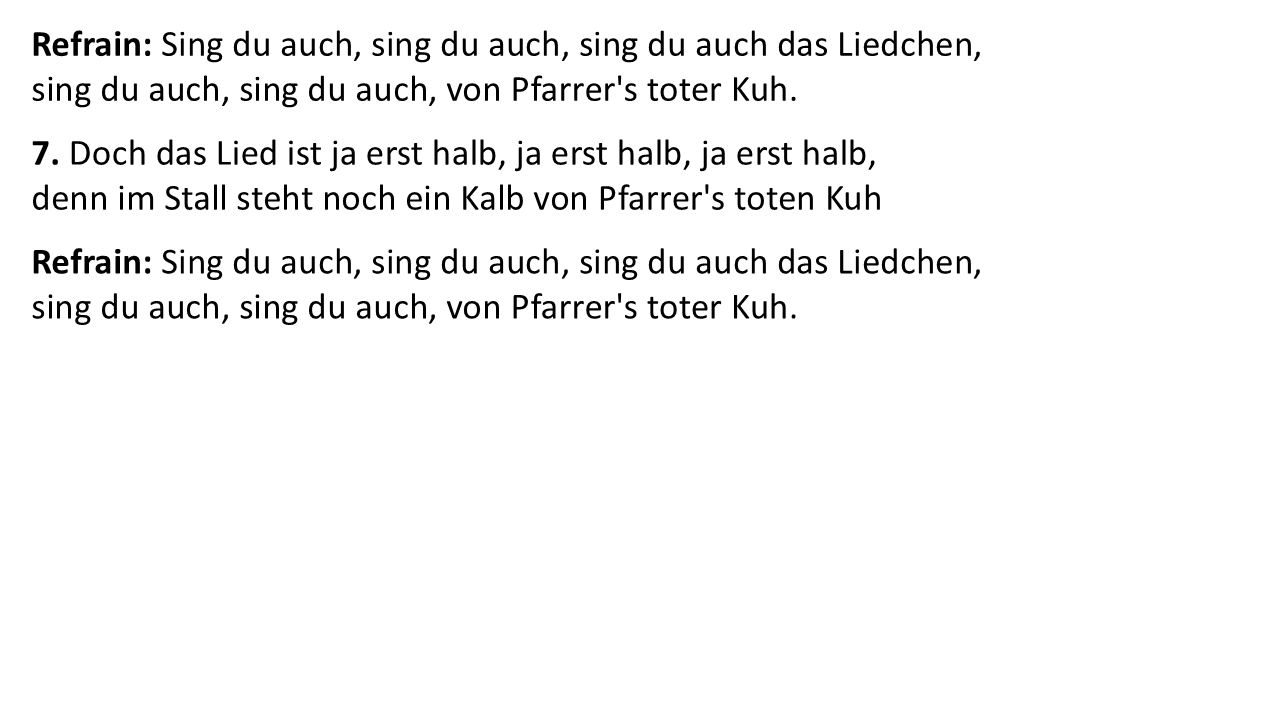 Refrain: Sing du auch, sing du auch, sing du auch das Liedchen,
sing du auch, sing du auch, von Pfarrer's toter Kuh.
7. Doch das Lied ist ja erst halb, ja erst halb, ja erst halb,
denn im Stall steht noch ein Kalb von Pfarrer's toten Kuh
Refrain: Sing du auch, sing du auch, sing du auch das Liedchen,
sing du auch, sing du auch, von Pfarrer's toter Kuh.